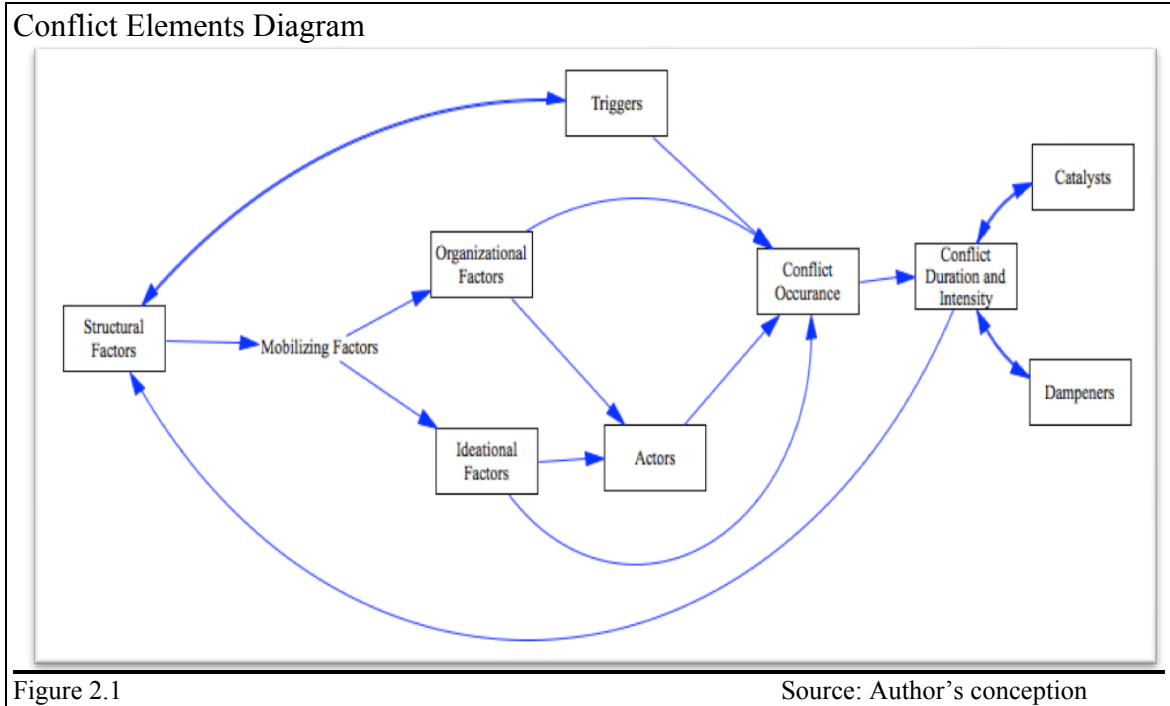 Conflict Elements Diagram
Triggers
Catalysts
Organizational
Factors
Conflict
Occurance
Conflict
Duration and
Intensity
Structural
Factors
Mobilizing Factors
Dampeners
Ideational
Factors
Actors
Figure 2.1
Source: Author’s conception